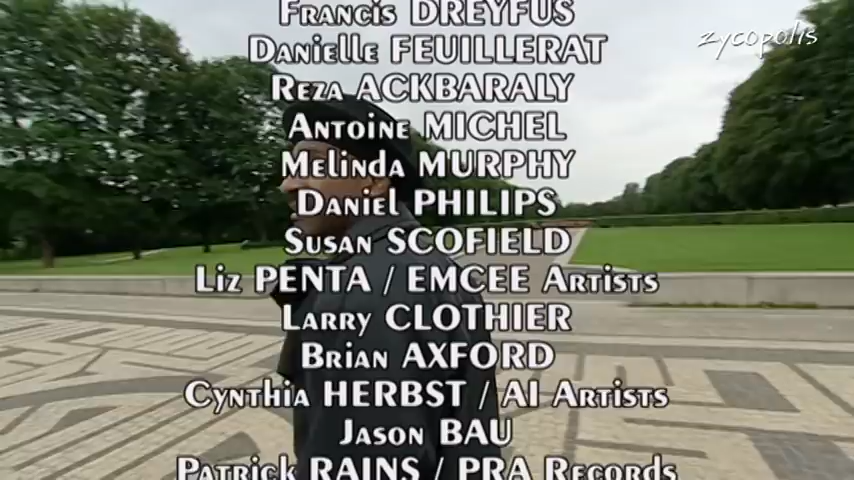 Francis DREYFUS
zycopolis
Danielle FEUILLERAT
Reza ACKBARALY
Antoine MICHEL
Melinda MURPHY
Daniel PHILIPS
Susan SCOFIELD
Liz PENTA / EMCEE Artists
Larry CLOTHIER
Brian AXFORD
Cynthia HERBST / AI Artists
Jason BAU
Patrick RAINS / PRA Records